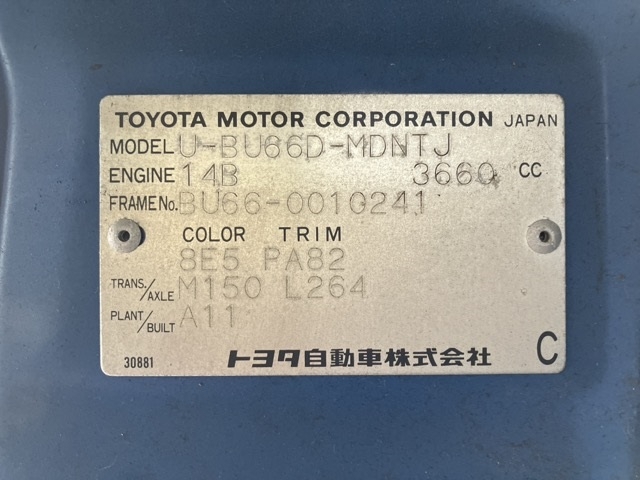 TOYOTA MOTOR CORPORATION JAPAN
MODEL U-BU66D-MDNTJ
ENGINE 14B 3660 CC
FRAME No. BU66-0010241
COLOR TRIM
8E5 PA82
TRANS./AXLE M150 L264
PLANT/BUILT A11
30881 トヨタ自動車株式会社 C